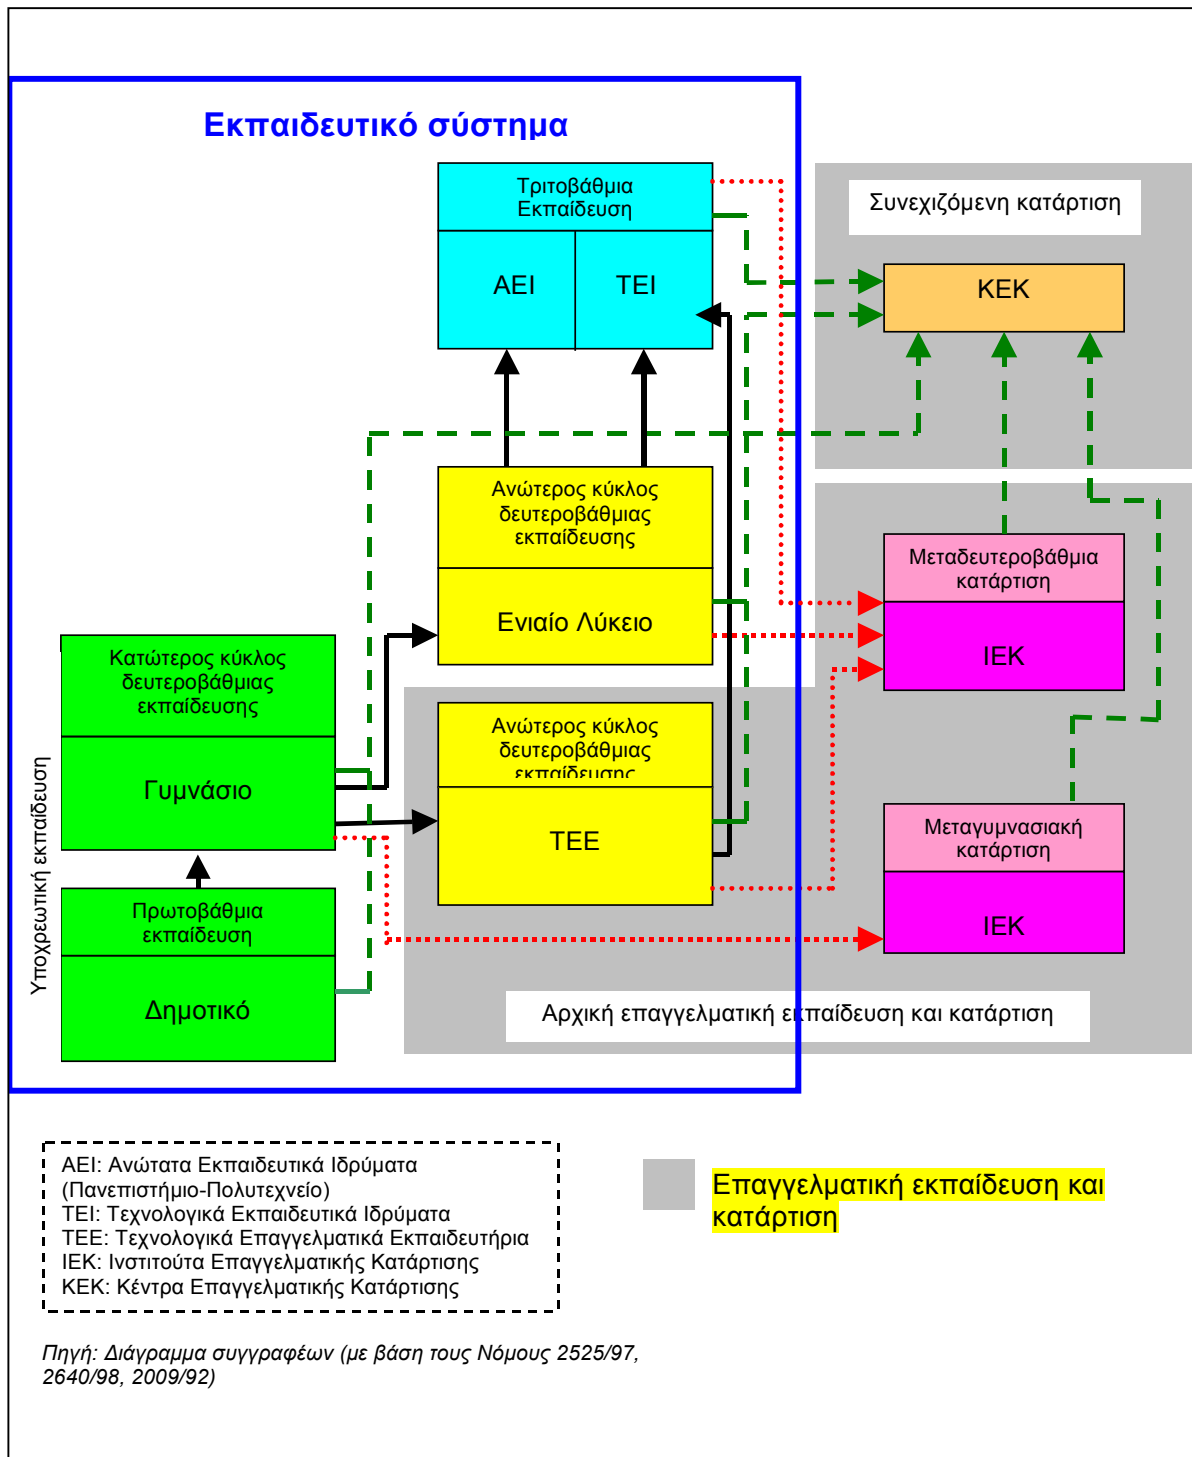 Εκπαιδευτικό σύστημα
Τριτοβάθμια
Εκπαίδευση
ΑΕΙ
ΤΕΙ
Συνεχιζόμενη κατάρτιση
ΚΕΚ
Ανώτερος κύκλος
δευτεροβάθμιας
εκπαίδευσης
Ενιαίο Λύκειο
Μεταδευτεροβάθμια
κατάρτιση
ΙΕΚ
Κατώτερος κύκλος
δευτεροβάθμιας
εκπαίδευσης
Γυμνάσιο
Ανώτερος κύκλος
δευτεροβάθμιας
εκπαίδευσης
ΤΕΕ
Μεταγυμνασιακή
κατάρτιση
ΙΕΚ
Υποχρεωτική εκπαίδευση
Πρωτοβάθμια
εκπαίδευση
Δημοτικό
Αρχική επαγγελματική εκπαίδευση και κατάρτιση
ΑΕΙ: Ανώτατα Εκπαιδευτικά Ιδρύματα
(Πανεπιστήμιο-Πολυτεχνείο)
ΤΕΙ: Τεχνολογικά Εκπαιδευτικά Ιδρύματα
ΤΕΕ: Τεχνολογικά Επαγγελματικά Εκπαιδευτήρια
ΙΕΚ: Ινστιτούτα Επαγγελματικής Κατάρτισης
ΚΕΚ: Κέντρα Επαγγελματικής Κατάρτισης
Επαγγελματική εκπαίδευση και
κατάρτιση
Πηγή: Διάγραμμα συγγραφέων (με βάση τους Νόμους 2525/97,
2640/98, 2009/92)